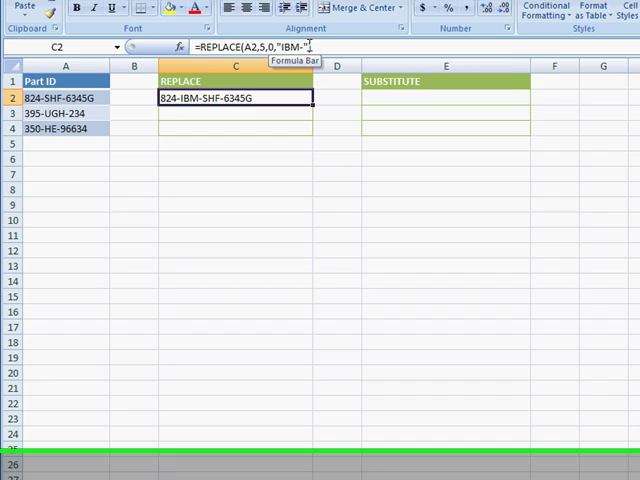 Conditional Format Cell
Formatting as Table Styles
Clipboard Font Alignment Number Styles
B I U A Merge & Center $ % ,
C2 fx =REPLACE(A2,5,0,"IBM-")
Formula Bar
A B C D E F G H
1 Part ID REPLACE SUBSTITUTE
2 824-SHF-6345G 824-IBM-SHF-6345G
3 395-UGH-234
4 350-HE-96634
5
6
7
8
9
10
11
12
13
14
15
16
17
18
19
20
21
22
23
24
26